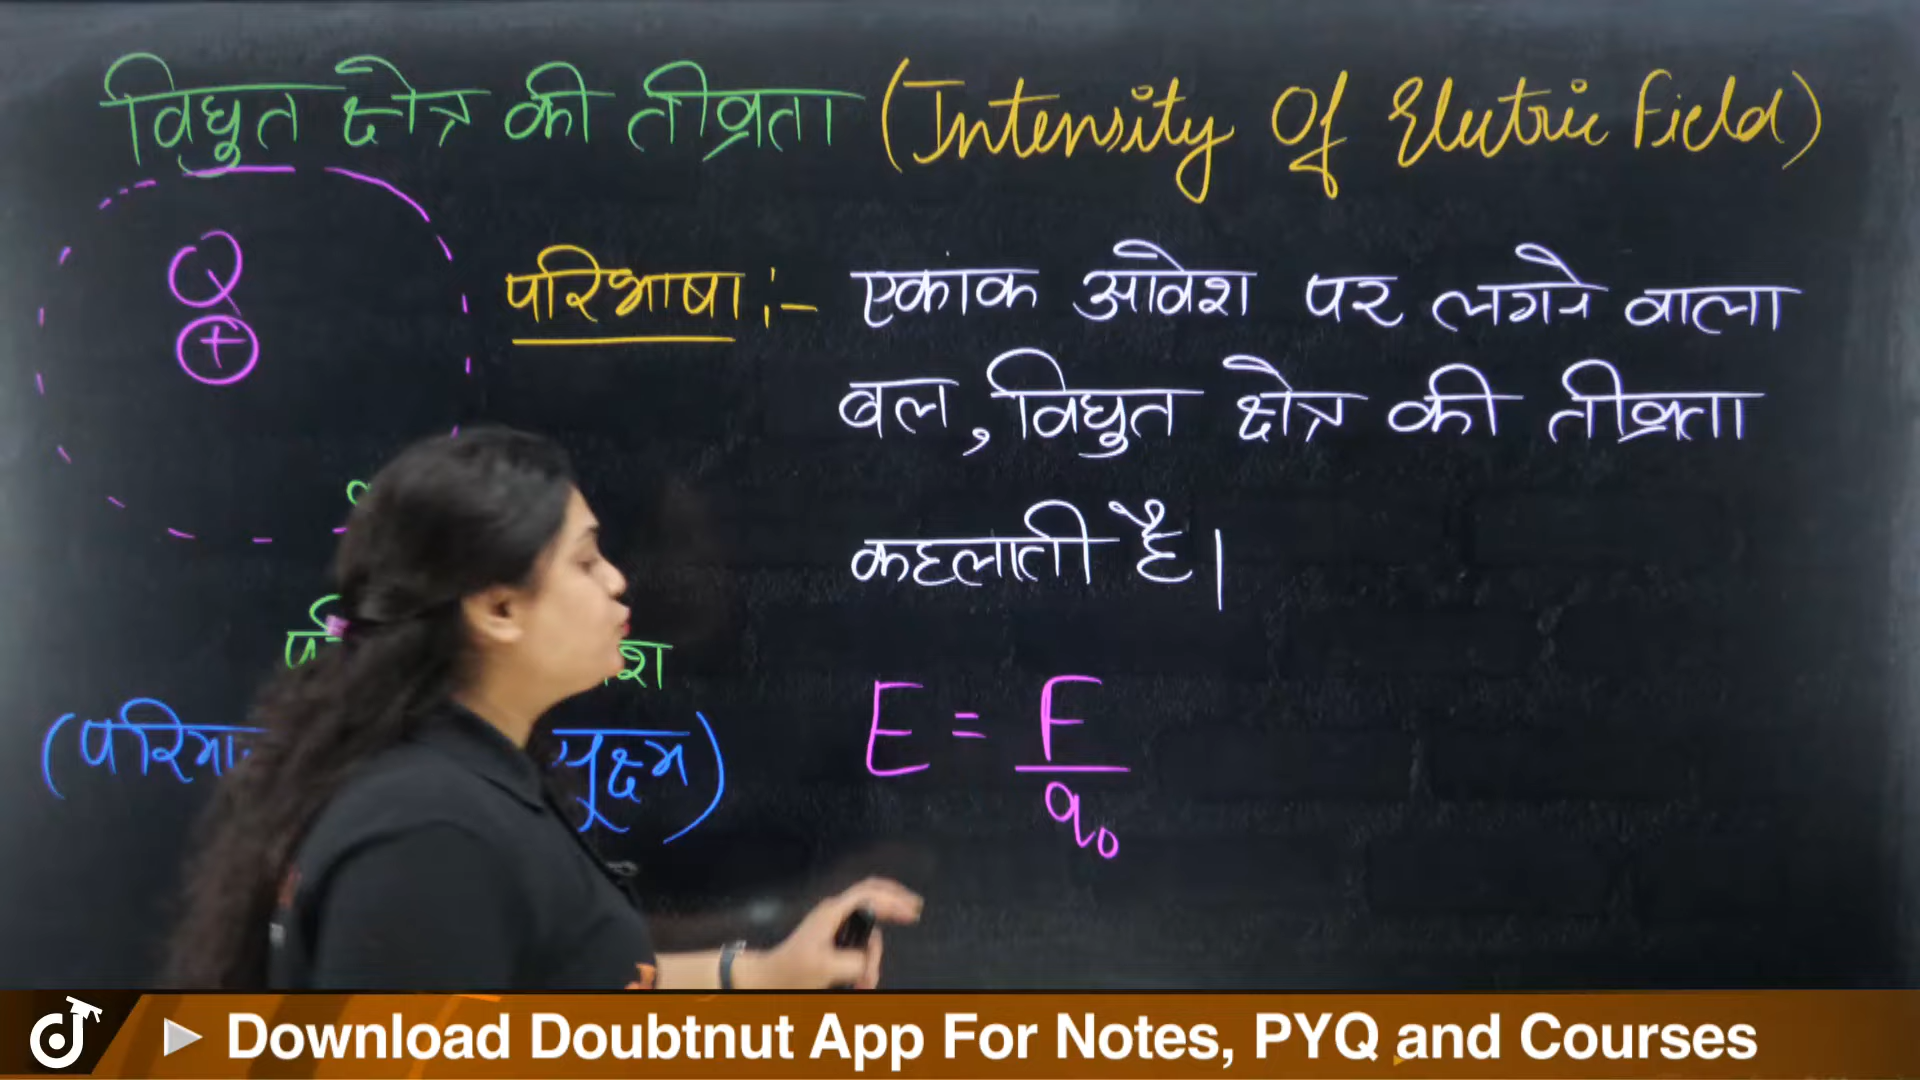 विद्युत क्षेत्र की तीव्रता (Intensity Of Electric Field)
Q
+
परिभाषा :- एकांक आवेश पर लगने वाला
बल, विद्युत क्षेत्र की तीव्रता
कहलाती है।
E = F
q₀
Download Doubtnut App For Notes, PYQ and Courses